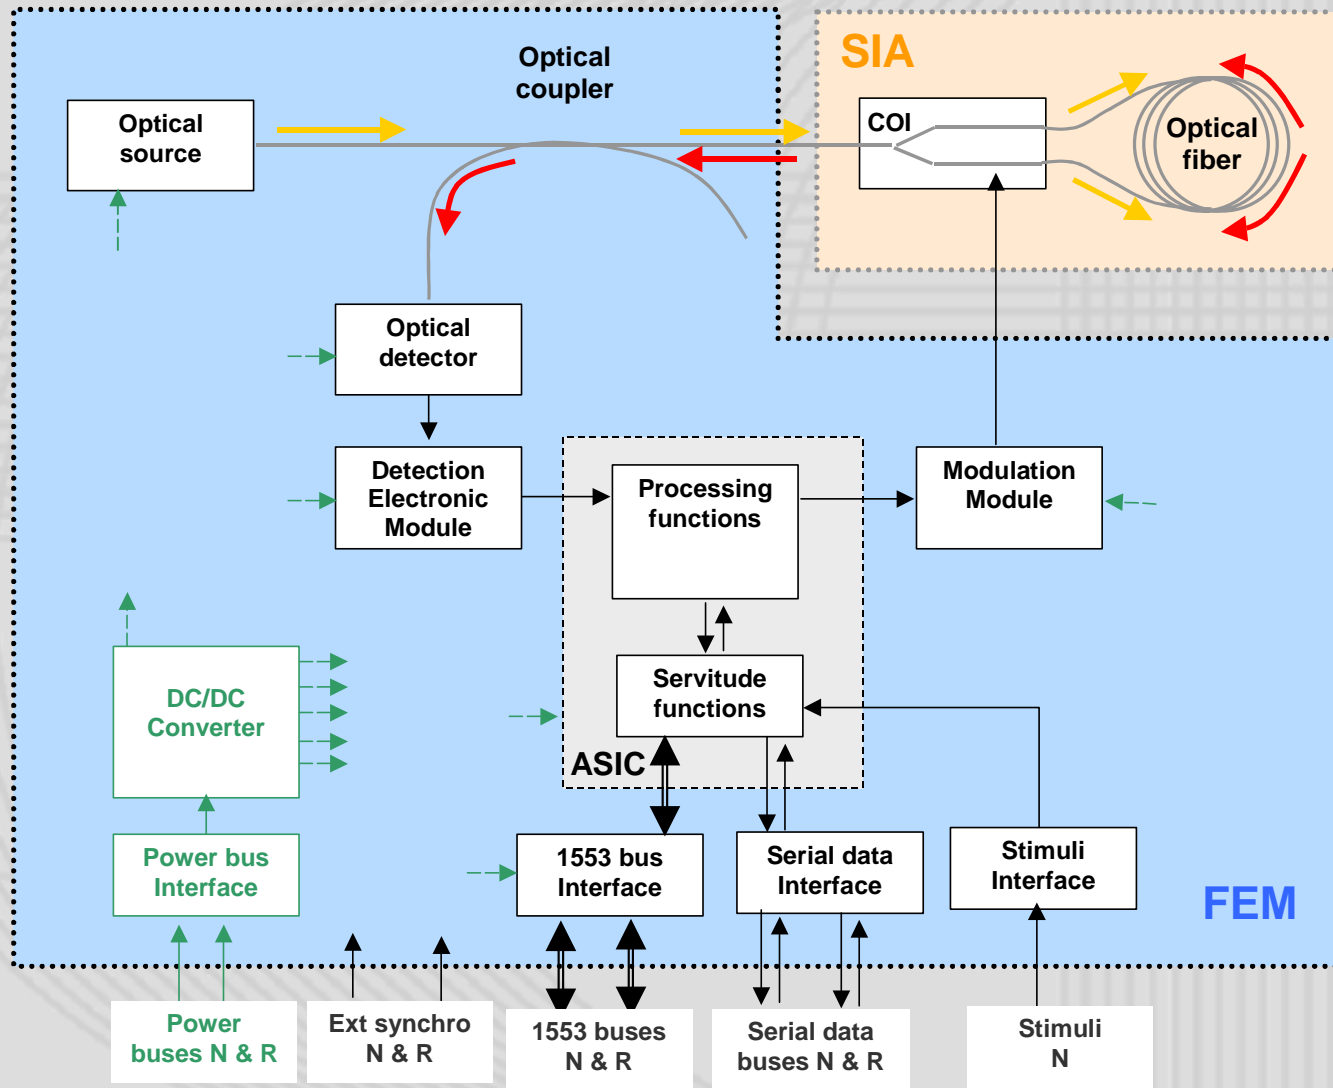 Optical
coupler
SIA
Optical
source
COI
Optical
fiber
Optical
detector
Detection
Electronic
Module
Processing
functions
Modulation
Module
DC/DC
Converter
Servitude
functions
ASIC
Power bus
Interface
1553 bus
Interface
Serial data
Interface
Stimuli
Interface
FEM
Power
buses N & R
Ext synchro
N & R
1553 buses
N & R
Serial data
buses N & R
Stimuli
N